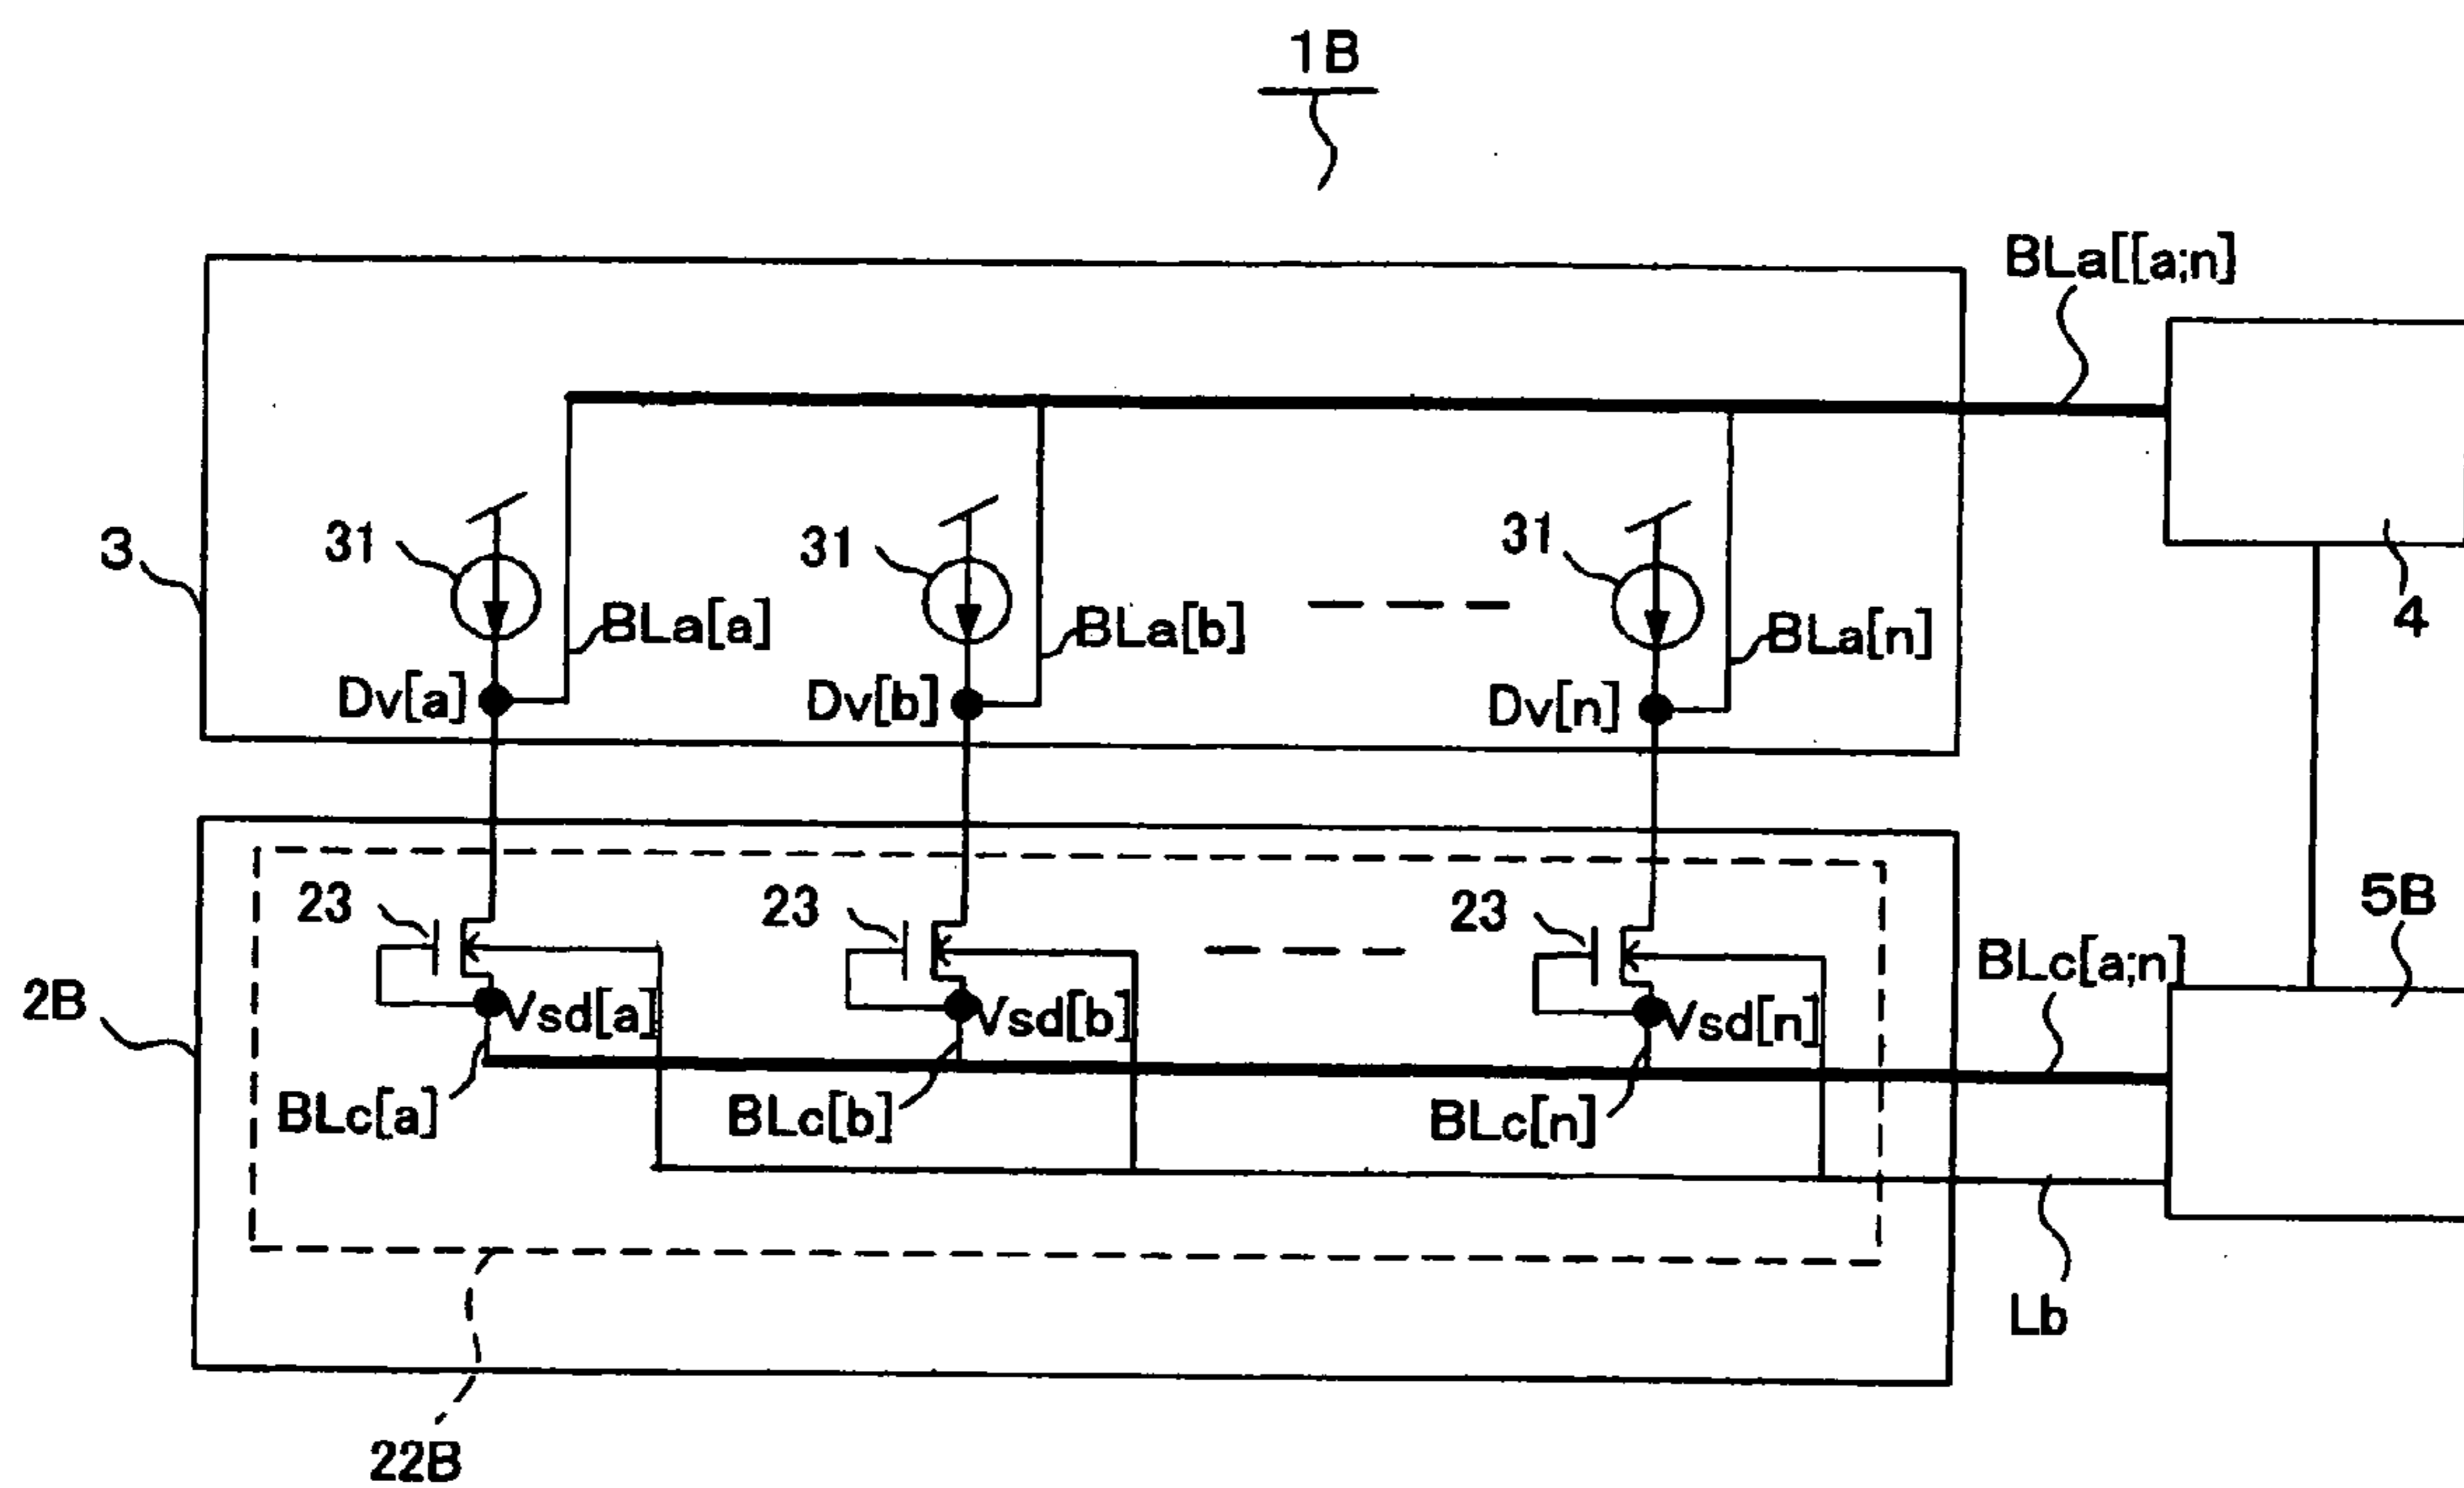 1B
BLa[[a;n]
31
31
31
3
BLa[a]
BLa[b]
BLa[n]
4
Dv[a]
Dv[b]
Dv[n]
5B
23
23
23
BLc[a;n]
2B
Vsd[a]
Vsd[b]
Vsd[n]
BLc[a]
BLc[b]
BLc[n]
Lb
22B